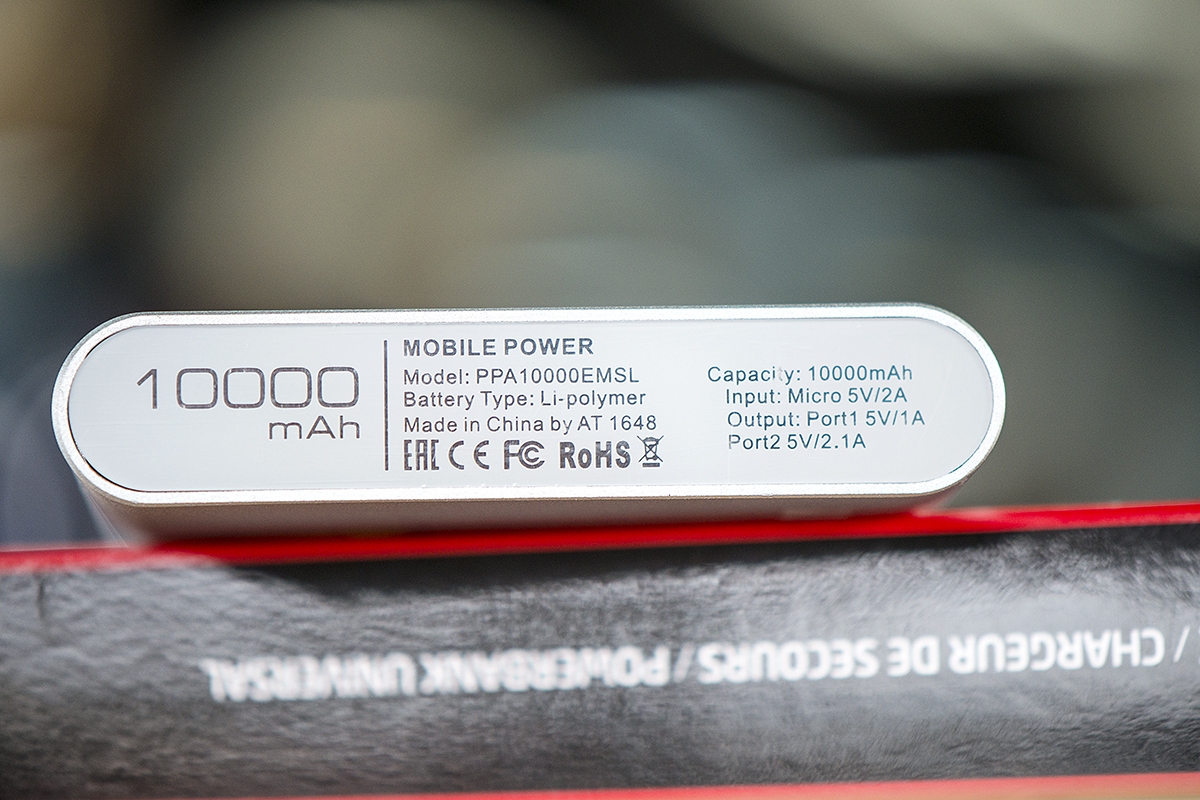 10000
mAh
MOBILE POWER
Model: PPA10000EMSL
Battery Type: Li-polymer
Made in China by AT 1648
EAC CE FC RoHS
Capacity: 10000mAh
Input: Micro 5V/2A
Output: Port1 5V/1A
Port2 5V/2.1A
/ CHARGEUR DE SECOURS / POWERBANK UNIVERSAL